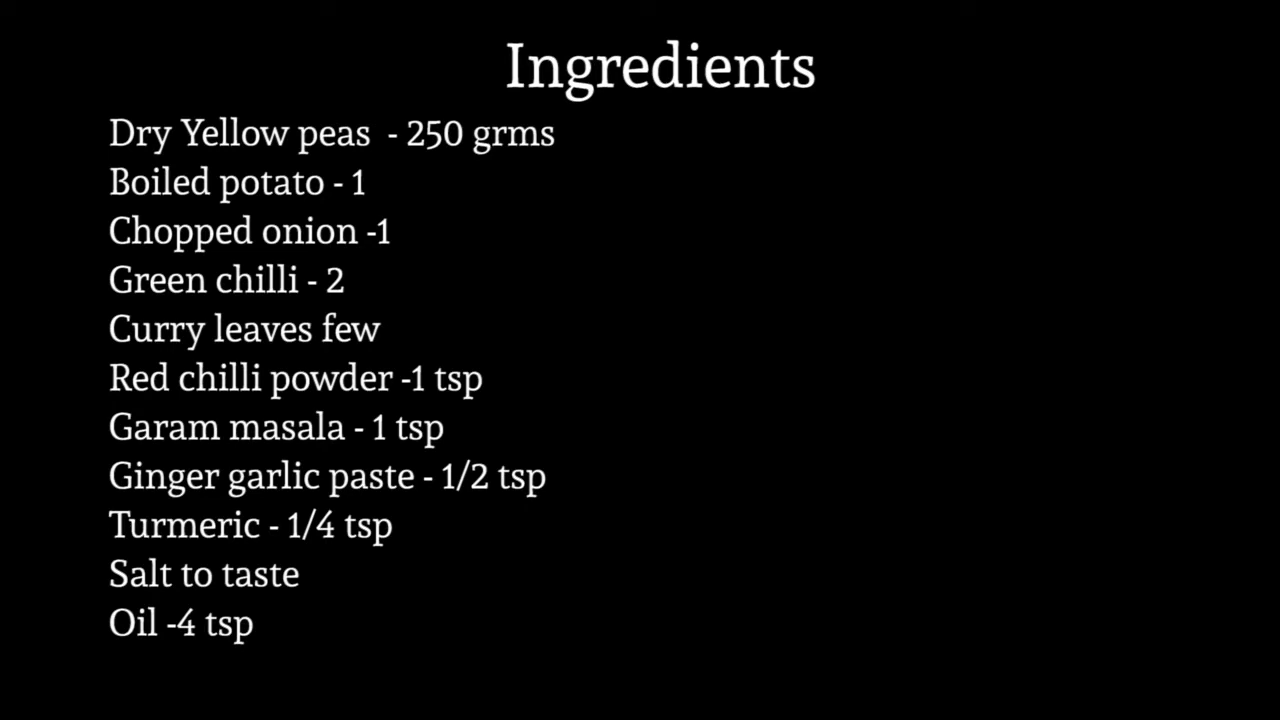 Ingredients
Dry Yellow peas - 250 grms
Boiled potato - 1
Chopped onion -1
Green chilli - 2
Curry leaves few
Red chilli powder -1 tsp
Garam masala - 1 tsp
Ginger garlic paste - 1/2 tsp
Turmeric - 1/4 tsp
Salt to taste
Oil -4 tsp